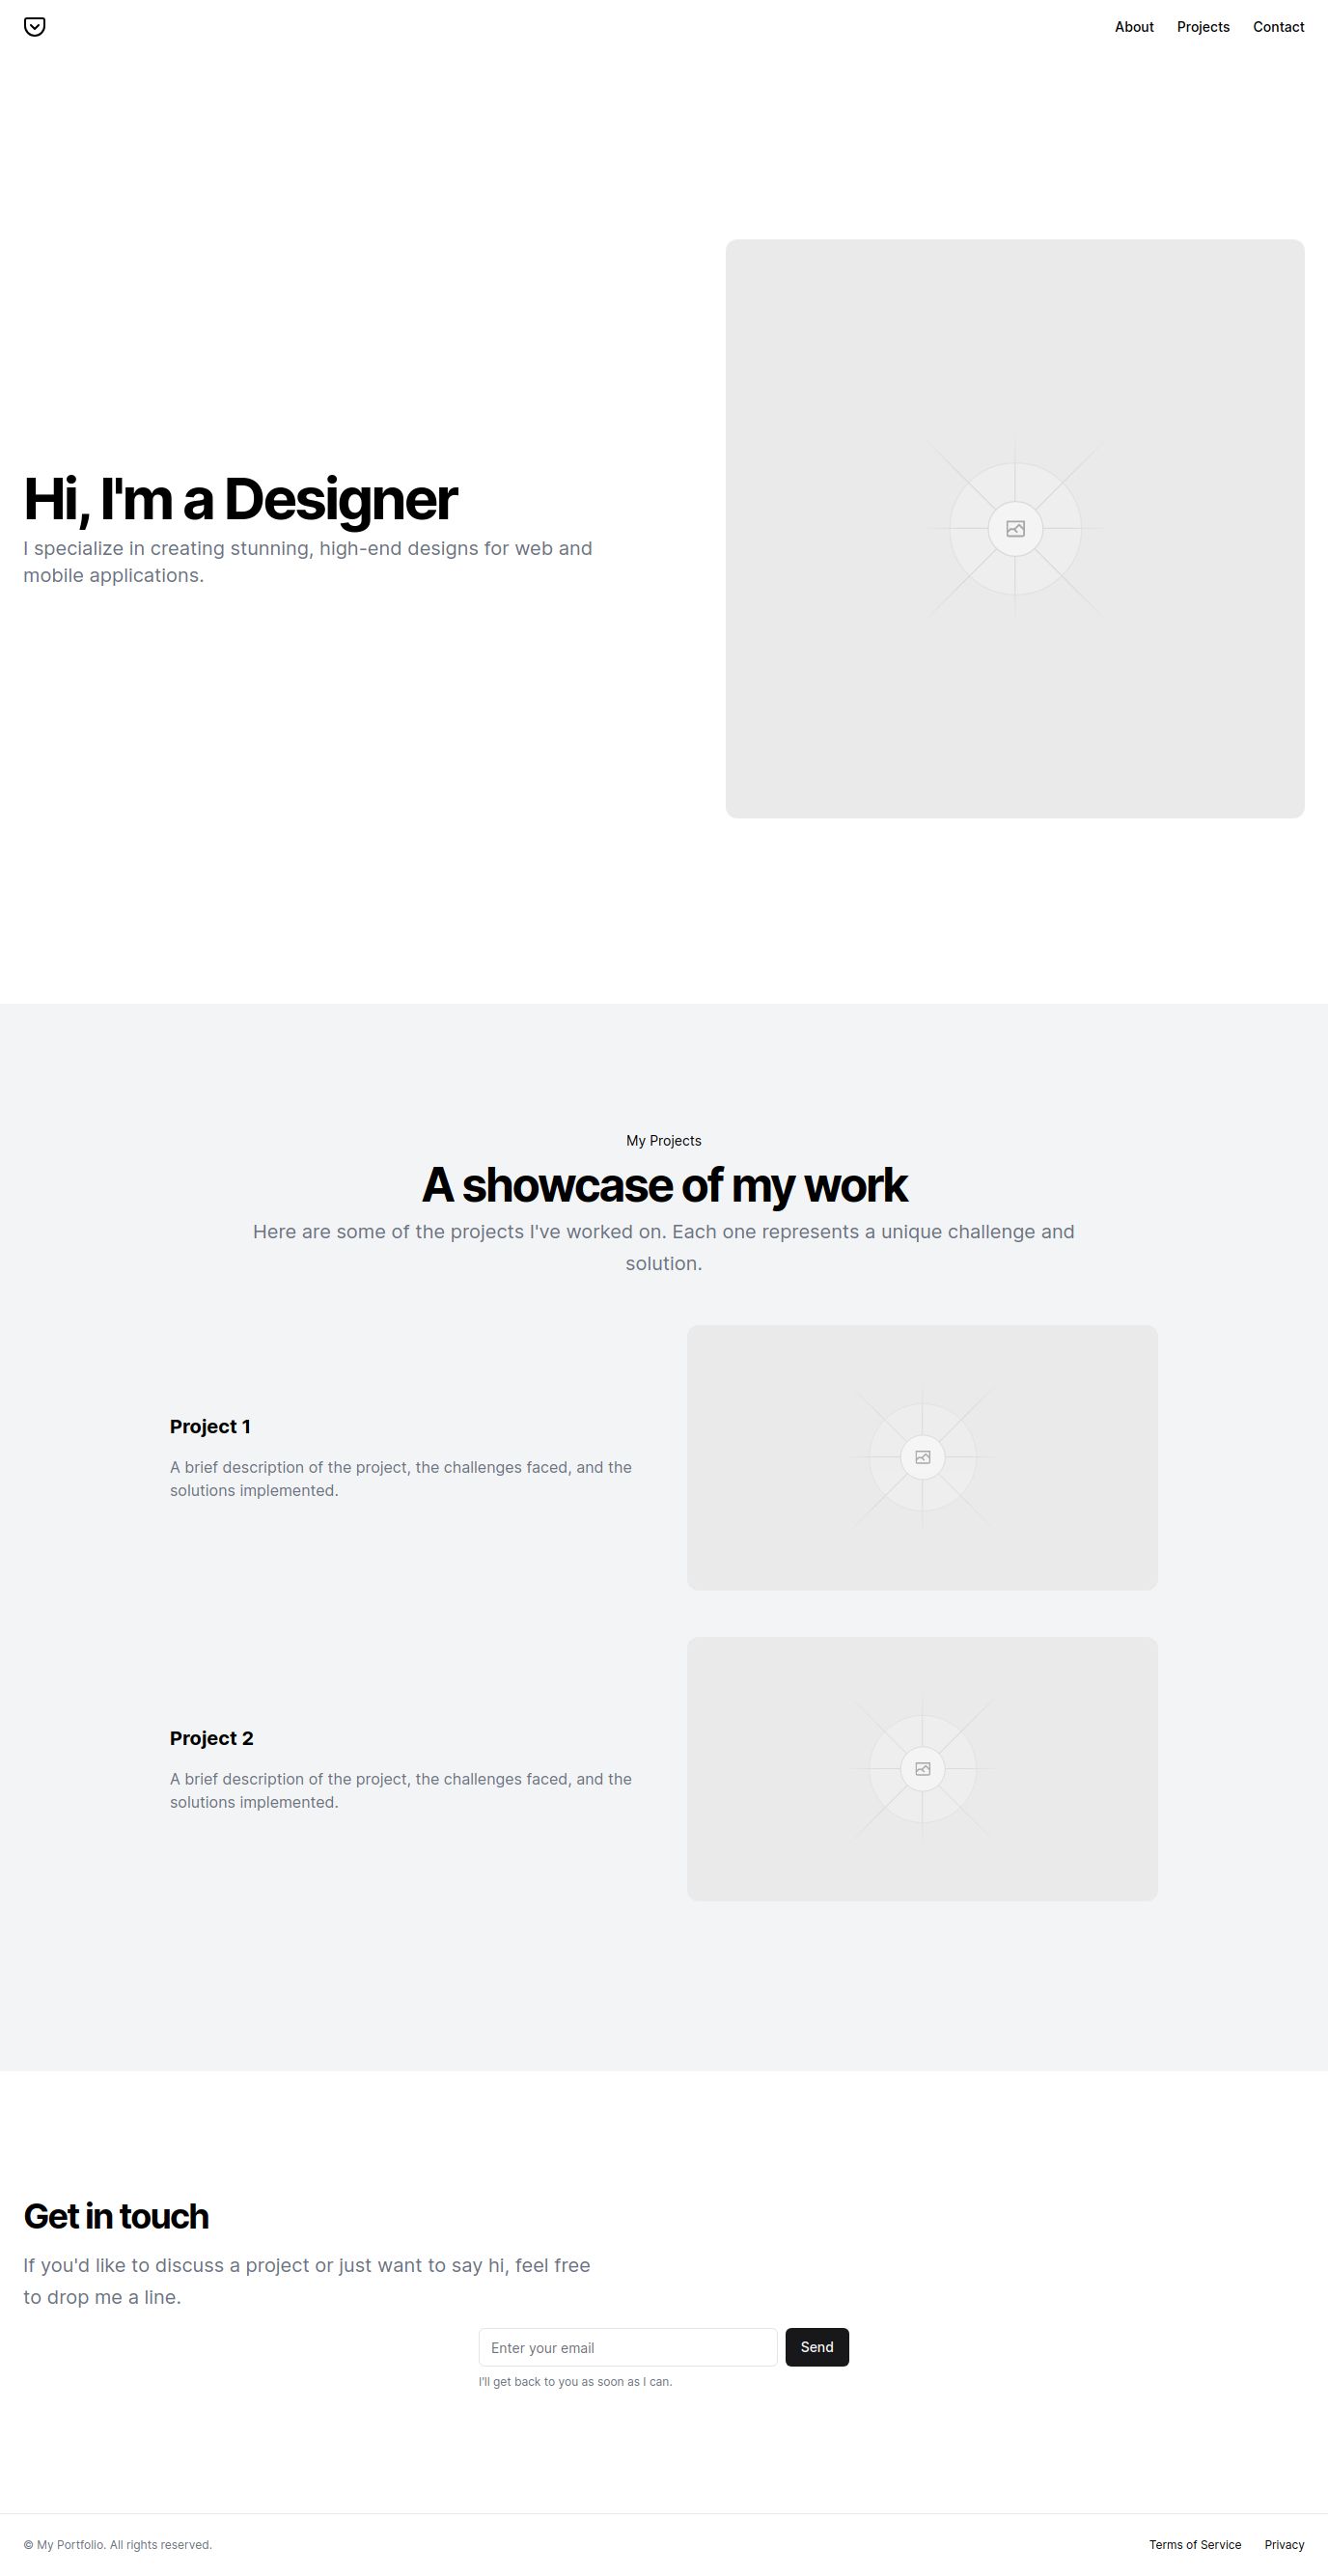 About Projects Contact
Hi, I'm a Designer
I specialize in creating stunning, high-end designs for web and
mobile applications.
My Projects
A showcase of my work
Here are some of the projects I've worked on. Each one represents a unique challenge and
solution.
Project 1
A brief description of the project, the challenges faced, and the
solutions implemented.
Project 2
A brief description of the project, the challenges faced, and the
solutions implemented.
Get in touch
If you'd like to discuss a project or just want to say hi, feel free
to drop me a line.
Enter your email Send
I'll get back to you as soon as I can.
© My Portfolio. All rights reserved. Terms of Service Privacy